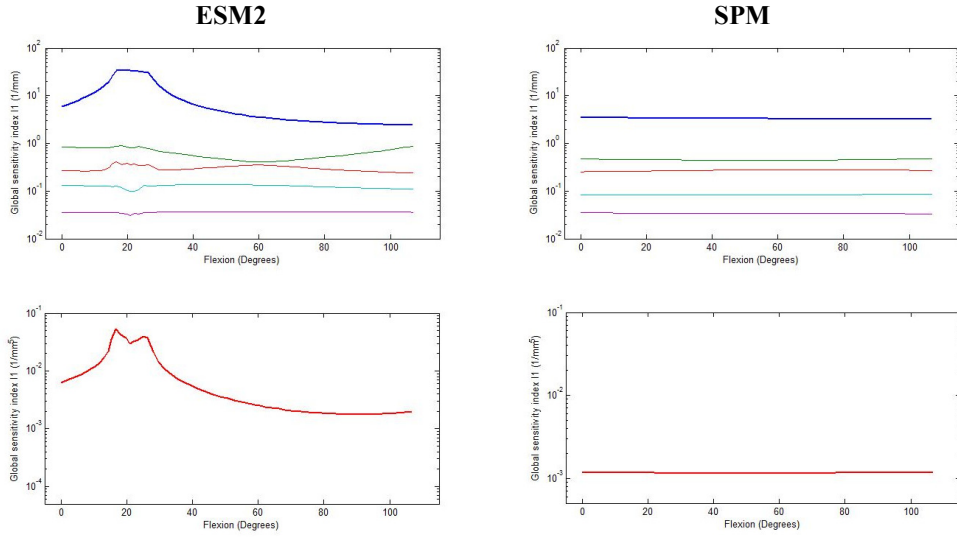 ESM2
SPM
Global sensitivity index I1 (1/mm)
10^2
10^1
10^0
10^-1
10^-2
0 20 40 60 80 100
Flexion (Degrees)
Global sensitivity index I1 (1/mm)
10^2
10^1
10^0
10^-1
10^-2
0 20 40 60 80 100
Flexion (Degrees)
Global sensitivity index I1 (1/mm^5)
10^-1
10^-2
10^-3
10^-4
0 20 40 60 80 100
Flexion (Degrees)
Global sensitivity index I1 (1/mm^5)
10^-1
10^-2
10^-3
0 20 40 60 80 100
Flexion (Degrees)